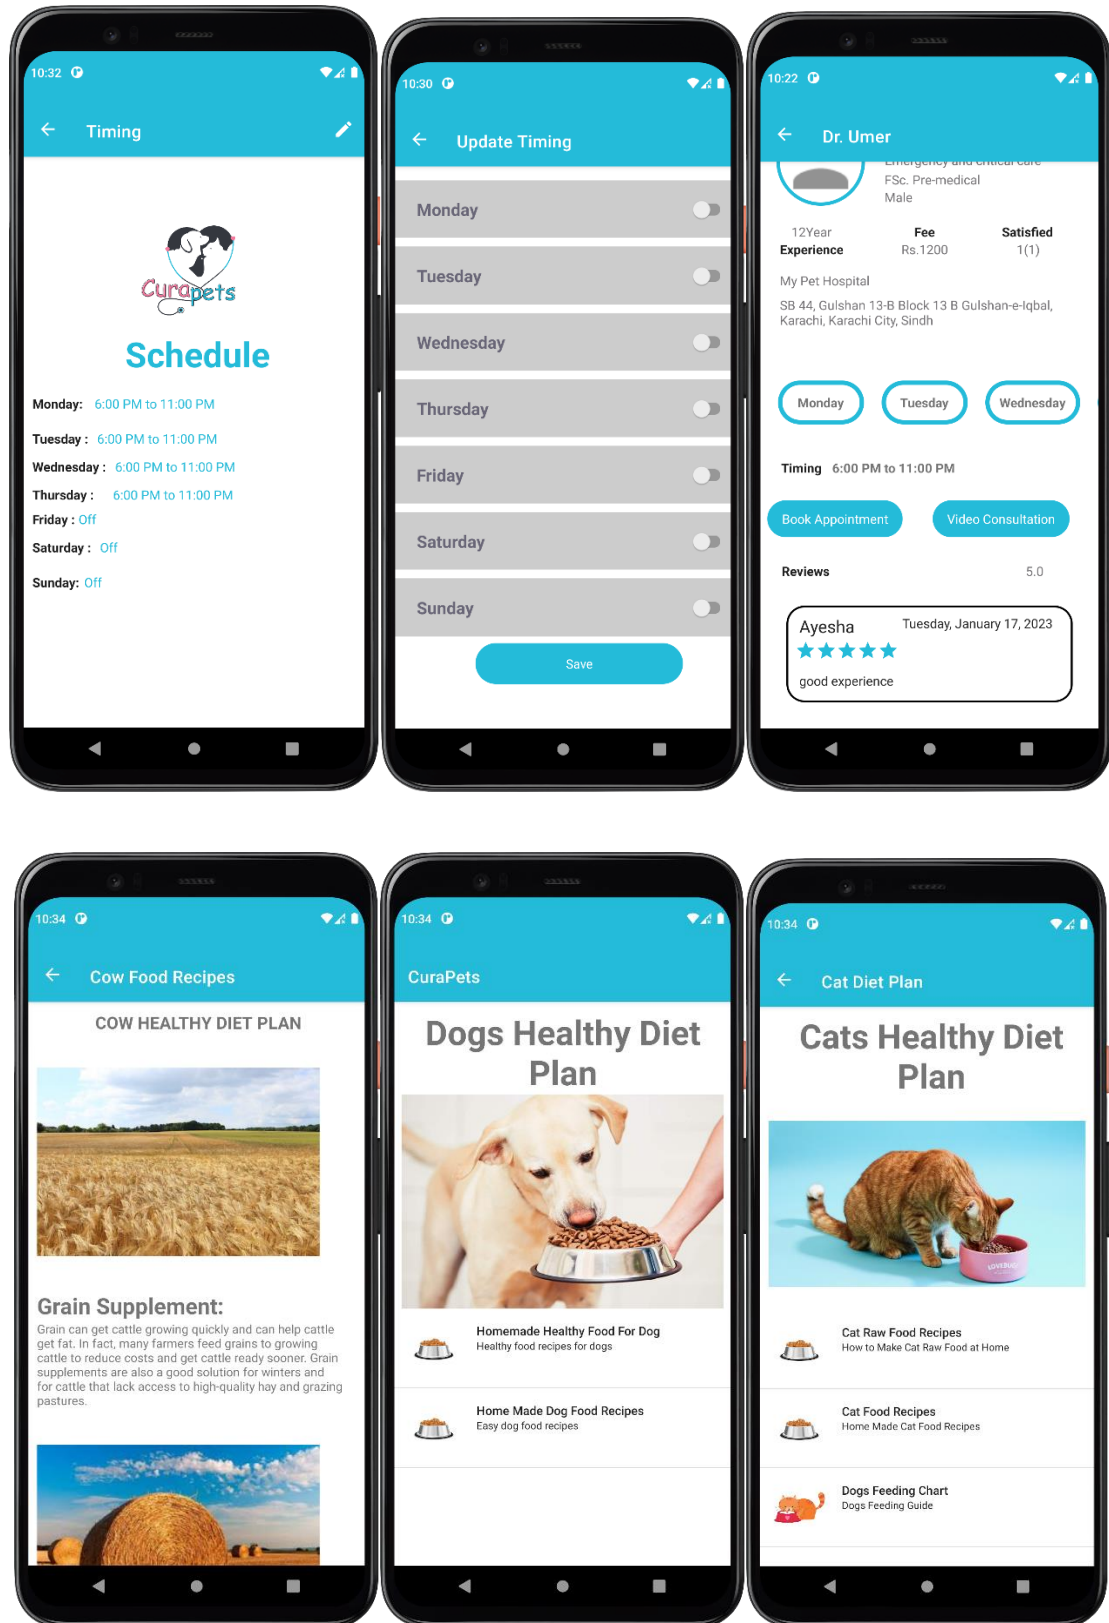 10:32
Timing
Curapets
Schedule
Monday: 6:00 PM to 11:00 PM
Tuesday : 6:00 PM to 11:00 PM
Wednesday : 6:00 PM to 11:00 PM
Thursday : 6:00 PM to 11:00 PM
Friday : Off
Saturday : Off
Sunday: Off
10:30
Update Timing
Monday
Tuesday
Wednesday
Thursday
Friday
Saturday
Sunday
Save
10:22
Dr. Umer
Emergency and critical care
FSc. Pre-medical
Male
12Year Fee Satisfied
Experience Rs.1200 1(1)
My Pet Hospital
SB 44, Gulshan 13-B Block 13 B Gulshan-e-Iqbal,
Karachi, Karachi City, Sindh
Monday Tuesday Wednesday
Timing 6:00 PM to 11:00 PM
Book Appointment Video Consultation
Reviews 5.0
Ayesha Tuesday, January 17, 2023
good experience
10:34
Cow Food Recipes
COW HEALTHY DIET PLAN
Grain Supplement:
Grain can get cattle growing quickly and can help cattle
get fat. In fact, many farmers feed grains to growing
cattle to reduce costs and get cattle ready sooner. Grain
supplements are also a good solution for winters and
for cattle that lack access to high-quality hay and grazing
pastures.
10:34
CuraPets
Dogs Healthy Diet
Plan
Homemade Healthy Food For Dog
Healthy food recipes for dogs
Home Made Dog Food Recipes
Easy dog food recipes
10:34
Cat Diet Plan
Cats Healthy Diet
Plan
Cat Raw Food Recipes
How to Make Cat Raw Food at Home
Cat Food Recipes
Home Made Cat Food Recipes
Dogs Feeding Chart
Dogs Feeding Guide